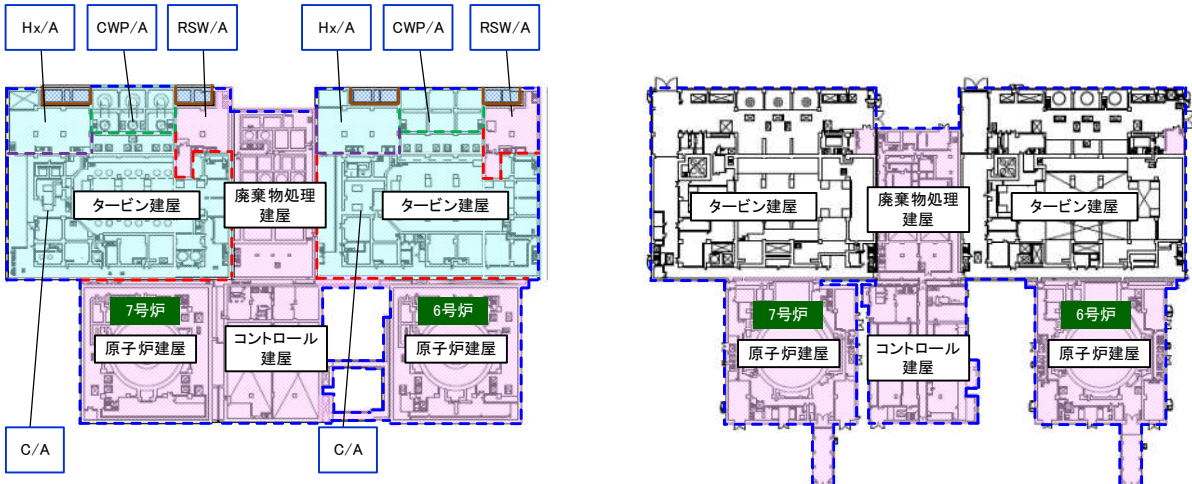 Hx/A
CWP/A
RSW/A
Hx/A
CWP/A
RSW/A
タービン建屋
廃棄物処理
建屋
タービン建屋
7号炉
原子炉建屋
コントロール
建屋
6号炉
原子炉建屋
C/A
C/A
タービン建屋
廃棄物処理
建屋
タービン建屋
7号炉
原子炉建屋
コントロール
建屋
6号炉
原子炉建屋